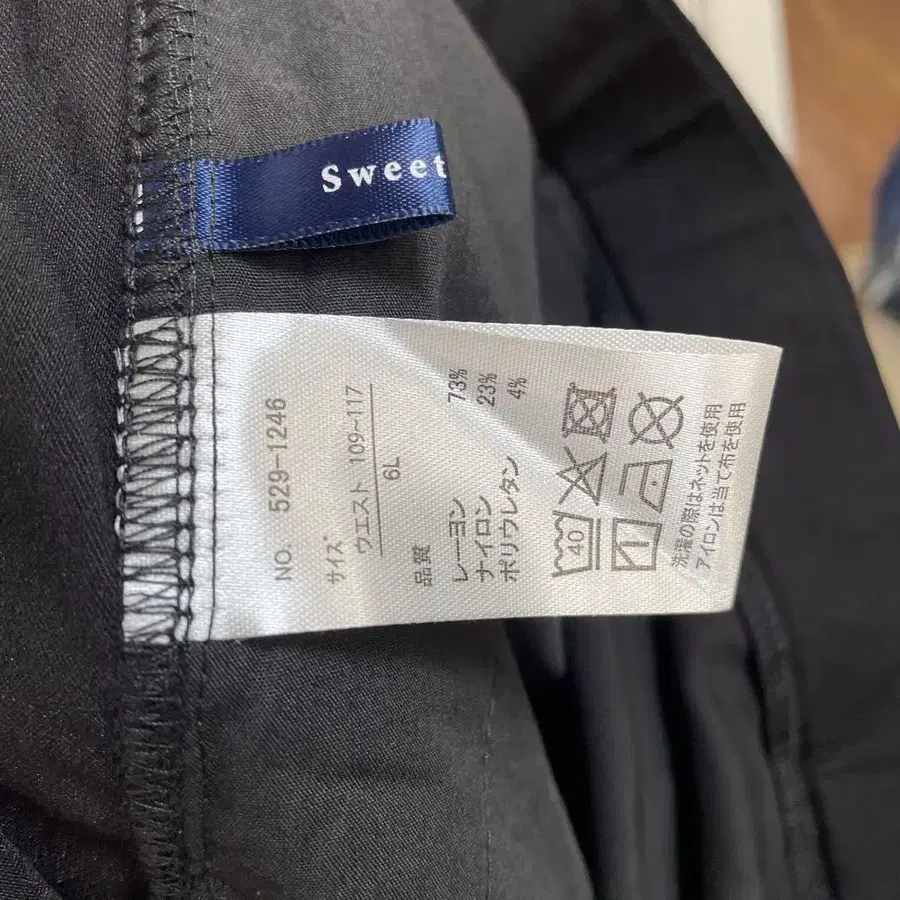 Sweet
NO. 529-1246
サイズ
ウエスト 109~117
6L
品質
レーヨン 73%
ナイロン 23%
ポリウレタン 4%
40
洗濯の際はネットを使用
アイロンは当て布を使用